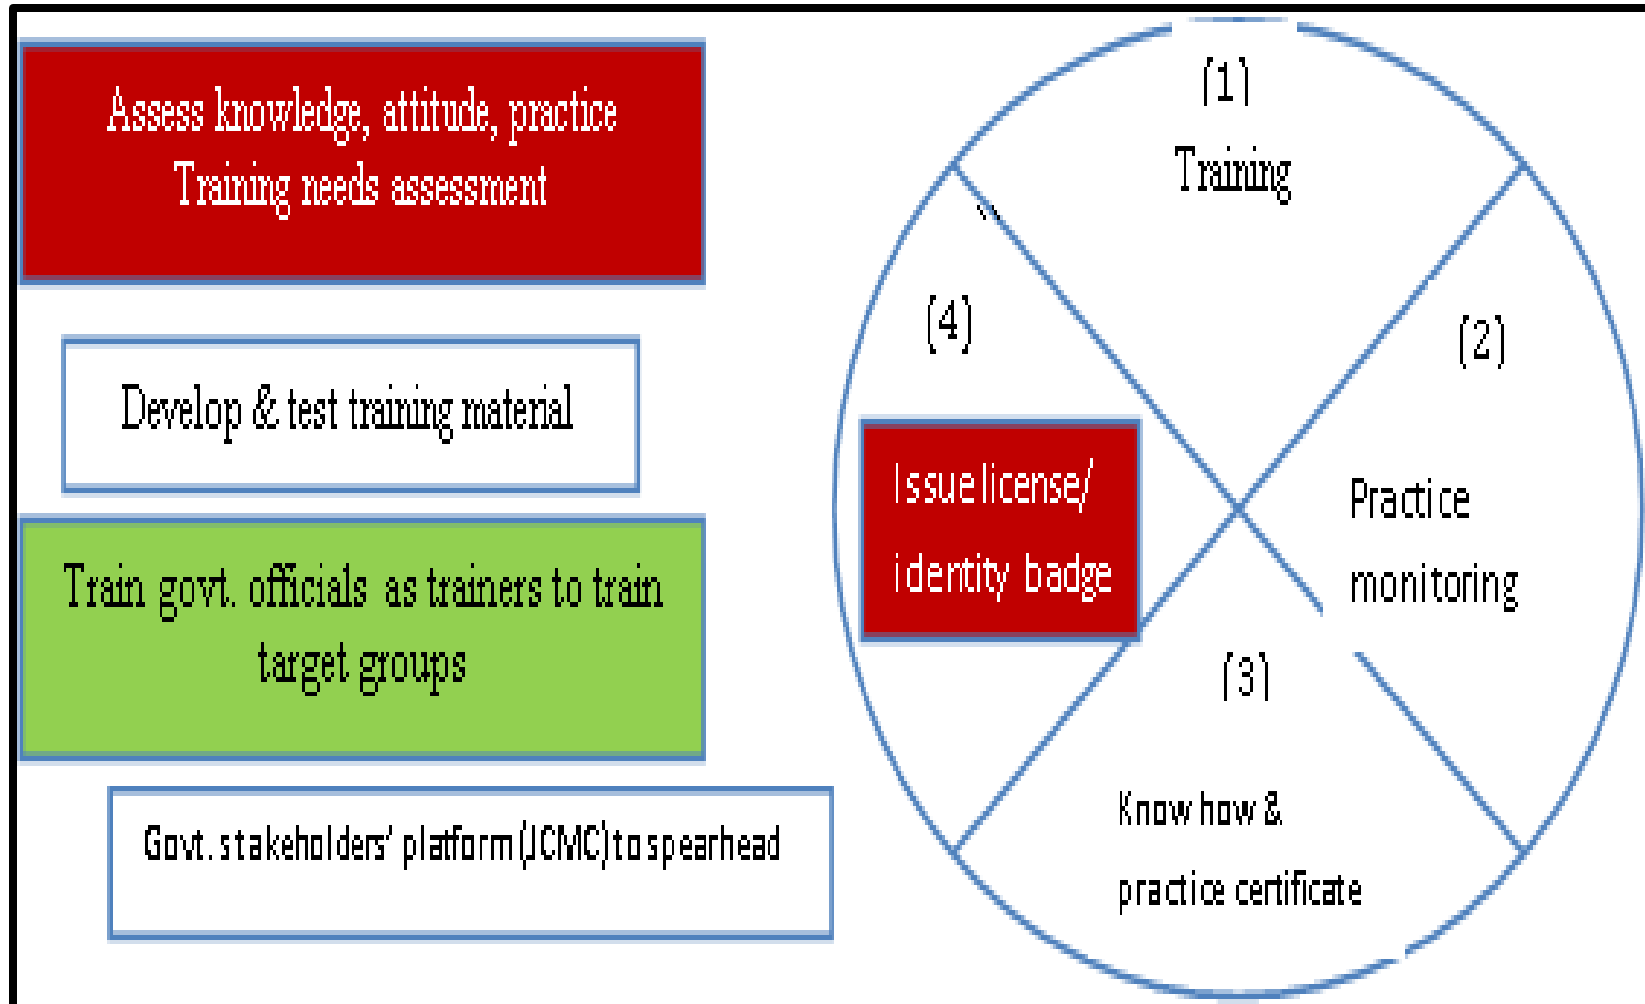 Assess knowledge, attitude, practice
Training needs assessment
Develop & test training material
Train govt. officials as trainers to train
target groups
Govt. stakeholders' platform (JCMC) to spearhead
(1)
Training
(2)
Practice
monitoring
(3)
Know how &
practice certificate
(4)
Issue license/
identity badge